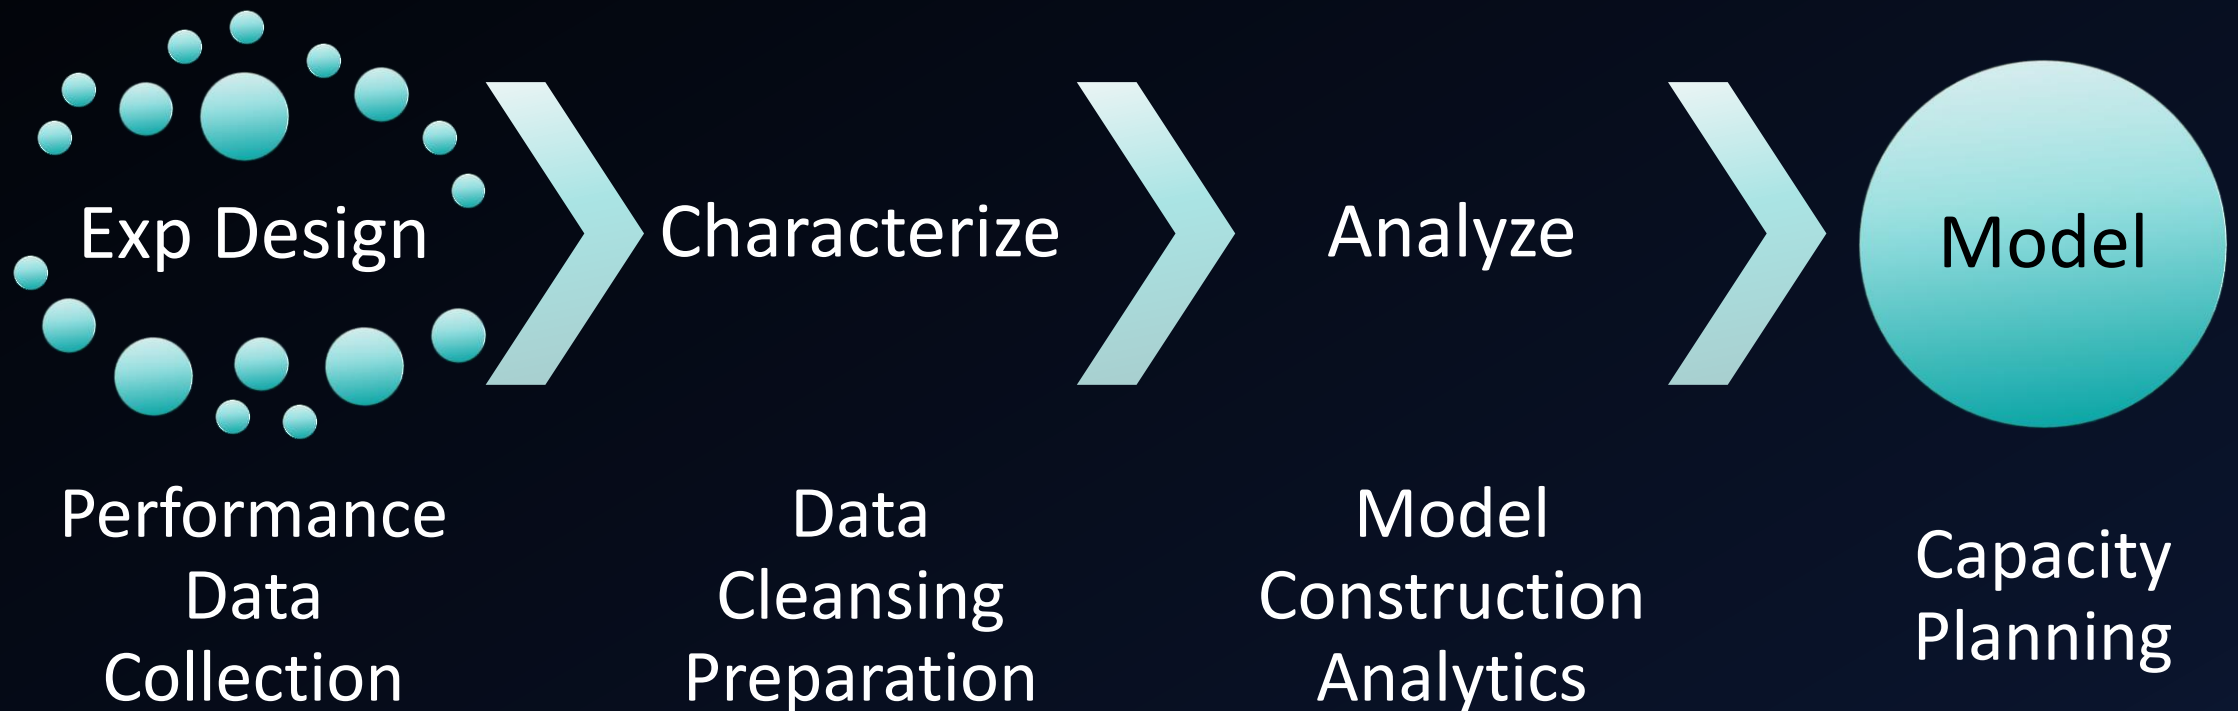 Exp Design
Characterize
Analyze
Model
Performance
Data
Collection
Data
Cleansing
Preparation
Model
Construction
Analytics
Capacity
Planning